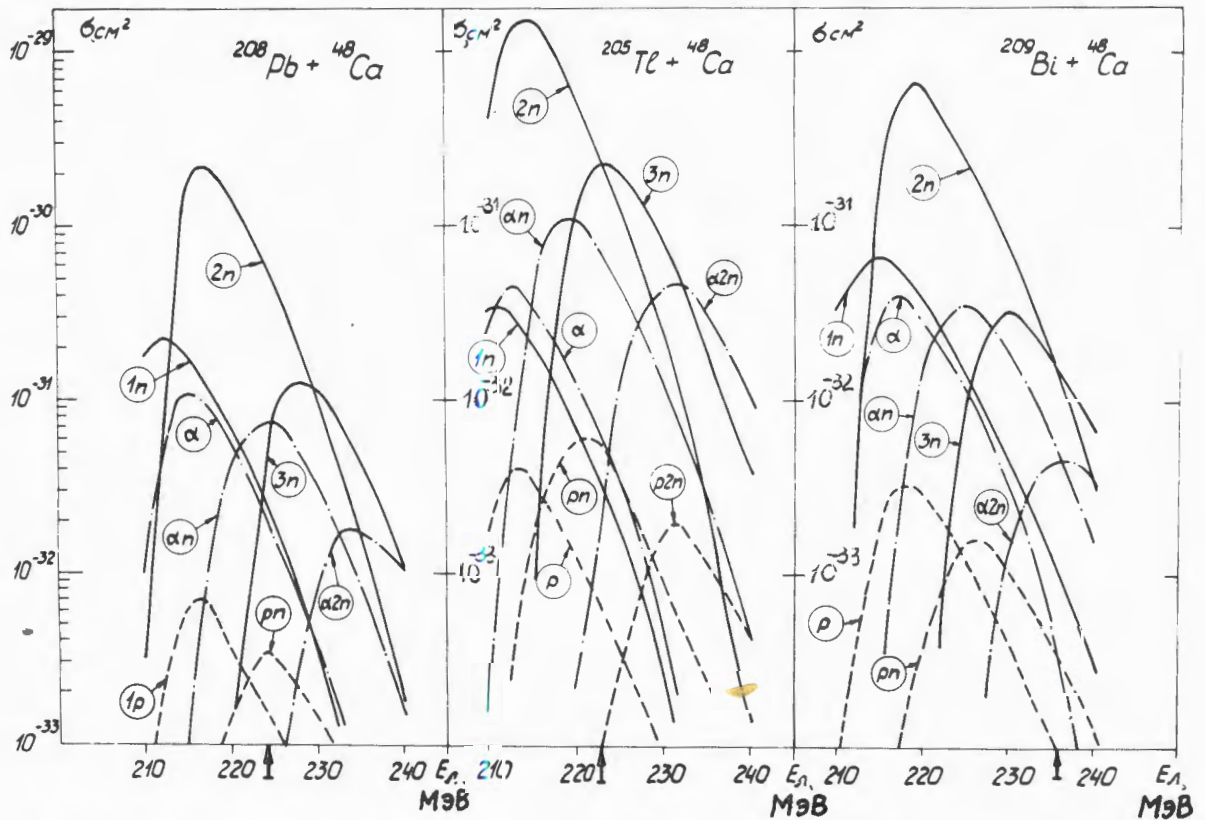 σ, см²
²⁰⁸Pb + ⁴⁸Ca
10⁻²⁹
10⁻³⁰
10⁻³¹
10⁻³²
10⁻³³
2n
1n
α
3n
αn
α2n
pn
1p
210
220
230
240
Eл,
МэВ
σ, см²
²⁰⁵Tl + ⁴⁸Ca
10⁻³¹
10⁻³²
10⁻³³
2n
3n
αn
α2n
α
1n
pn
p2n
p
210
220
230
240
Eл,
МэВ
σ см²
²⁰⁹Bi + ⁴⁸Ca
10⁻³¹
10⁻³²
10⁻³³
2n
1n
α
αn
3n
α2n
p
pn
210
220
230
240
Eл,
МэВ